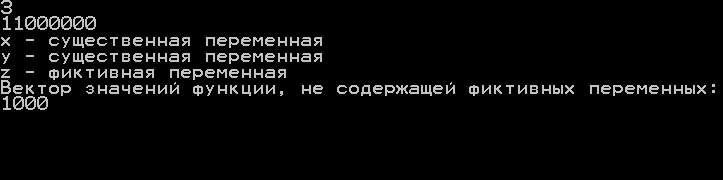 3
11000000
x - существенная переменная
y - существенная переменная
z - фиктивная переменная
Вектор значений функции, не содержащей фиктивных переменных:
1000